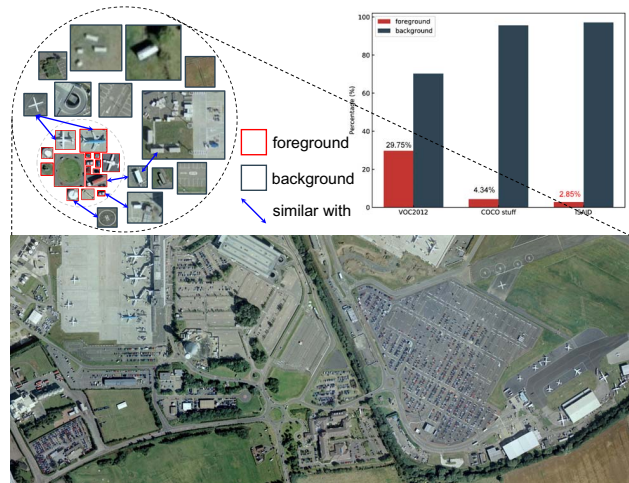 foreground
background
similar with
foreground
background
Percentage (%)
100
80
60
40
20
0
29.75%
4.34%
2.85%
VOC2012
COCO stuff
iSAID